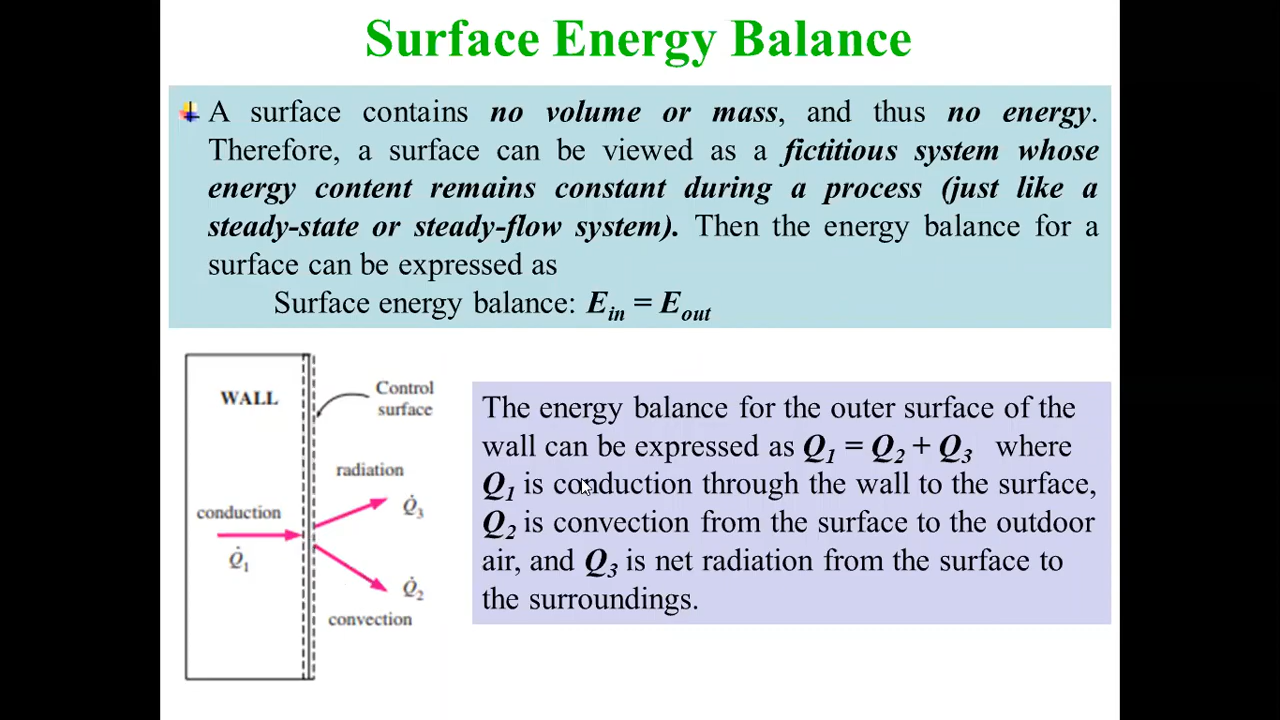 Surface Energy Balance
A surface contains no volume or mass, and thus no energy.
Therefore, a surface can be viewed as a fictitious system whose
energy content remains constant during a process (just like a
steady-state or steady-flow system). Then the energy balance for a
surface can be expressed as
Surface energy balance: E_in = E_out
WALL
Control
surface
radiation
Q̇₃
conduction
Q̇₁
Q̇₂
convection
The energy balance for the outer surface of the
wall can be expressed as Q₁ = Q₂ + Q₃ where
Q₁ is conduction through the wall to the surface,
Q₂ is convection from the surface to the outdoor
air, and Q₃ is net radiation from the surface to
the surroundings.